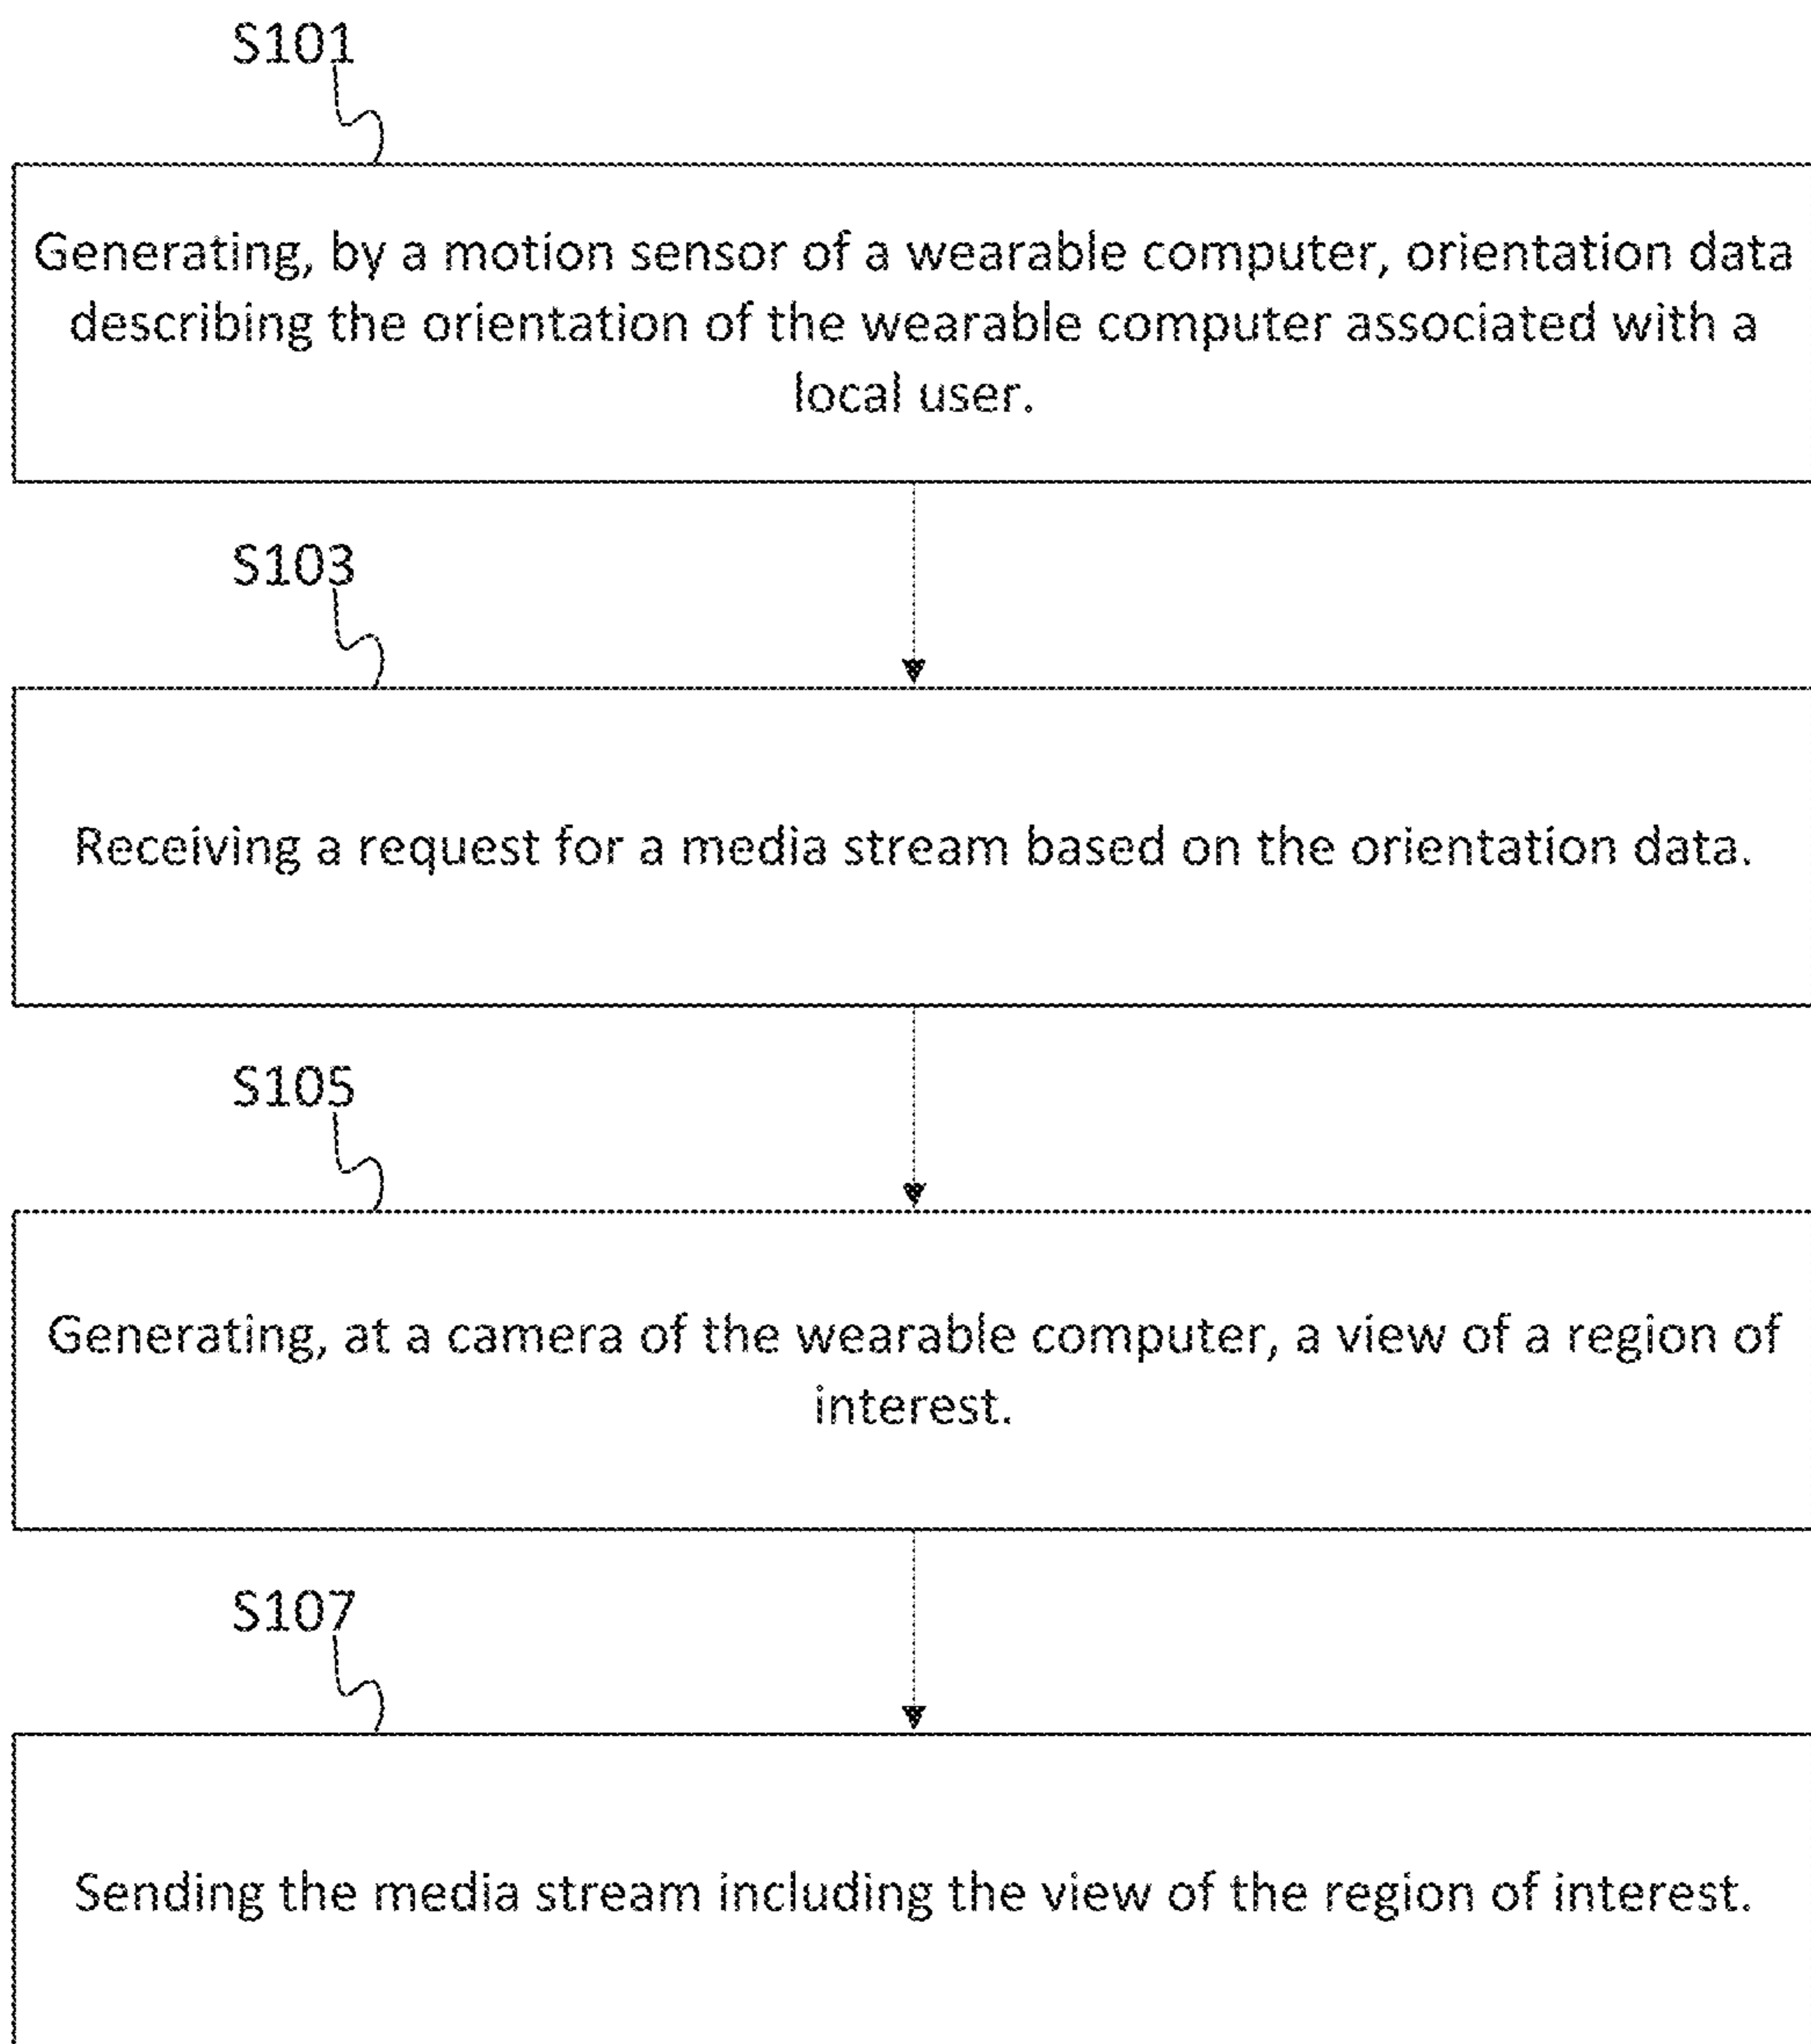 S101
Generating, by a motion sensor of a wearable computer, orientation data
describing the orientation of the wearable computer associated with a
local user.
S103
Receiving a request for a media stream based on the orientation data.
S105
Generating, at a camera of the wearable computer, a view of a region of
interest.
S107
Sending the media stream including the view of the region of interest.